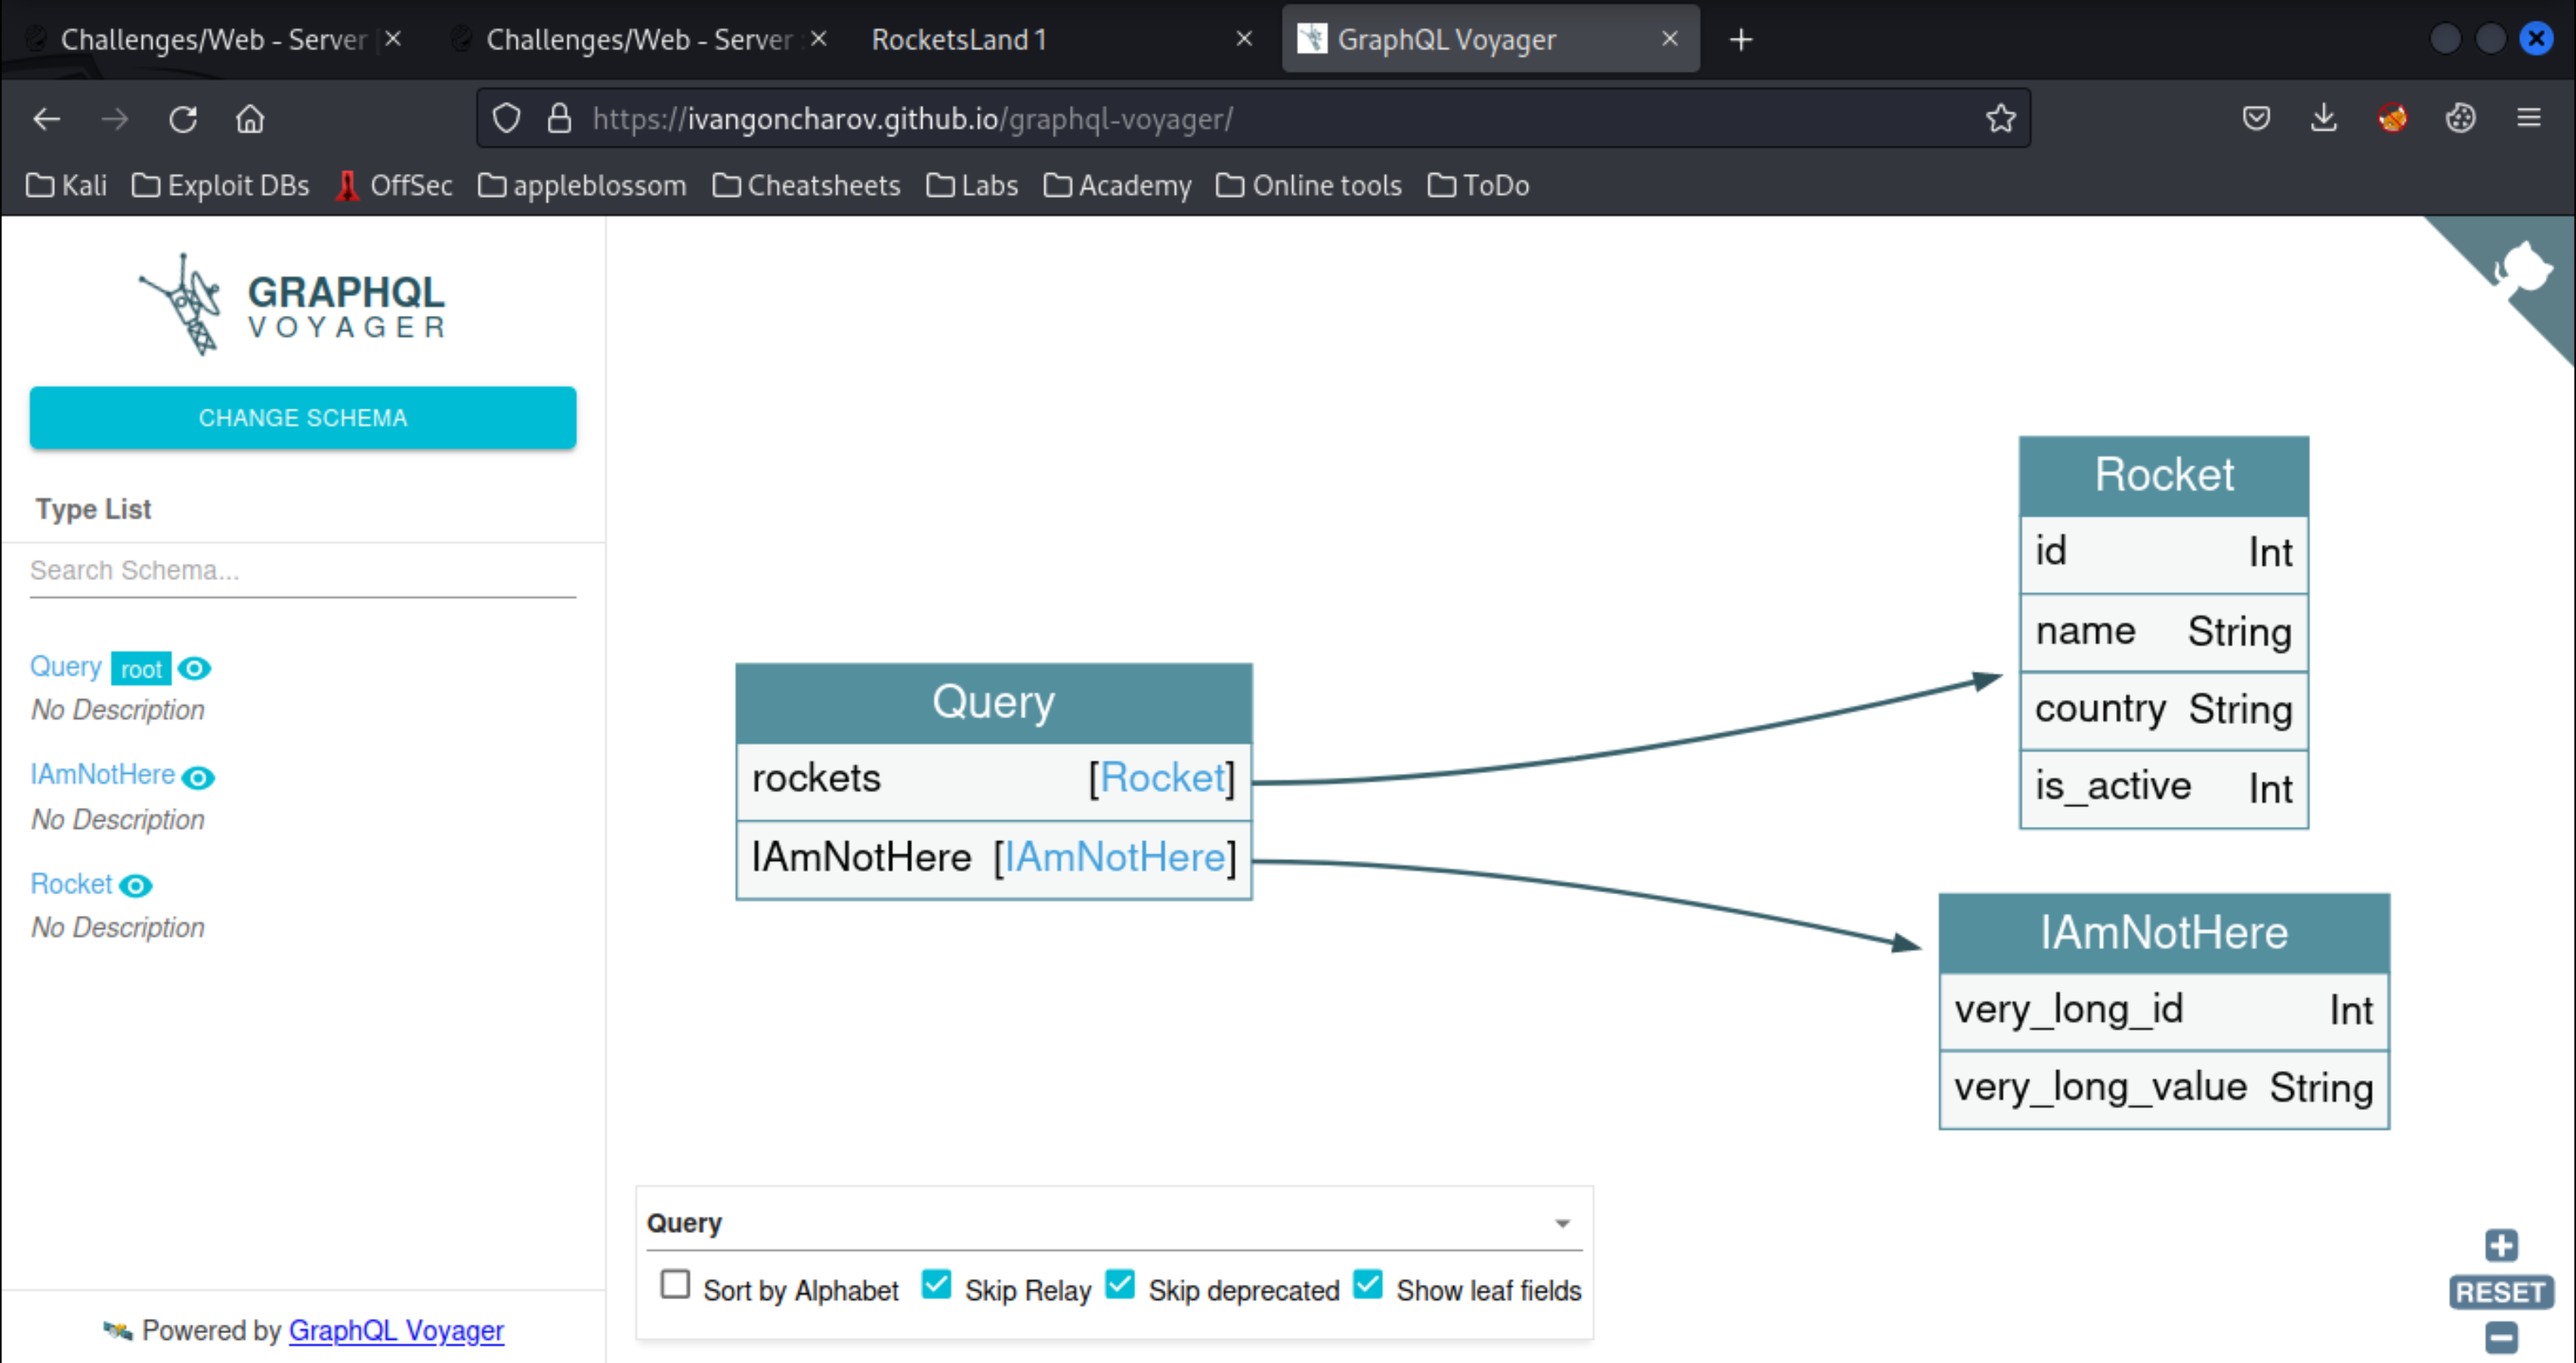 Challenges/Web - Server
Challenges/Web - Server :
RocketsLand 1
GraphQL Voyager
https://ivangoncharov.github.io/graphql-voyager/
Kali
Exploit DBs
OffSec
appleblossom
Cheatsheets
Labs
Academy
Online tools
ToDo
GRAPHQL
VOYAGER
CHANGE SCHEMA
Type List
Search Schema...
Query root
No Description
IAmNotHere
No Description
Rocket
No Description
Powered by GraphQL Voyager
Query
rockets [Rocket]
IAmNotHere [IAmNotHere]
Rocket
id Int
name String
country String
is_active Int
IAmNotHere
very_long_id Int
very_long_value String
Query
Sort by Alphabet Skip Relay Skip deprecated Show leaf fields
RESET